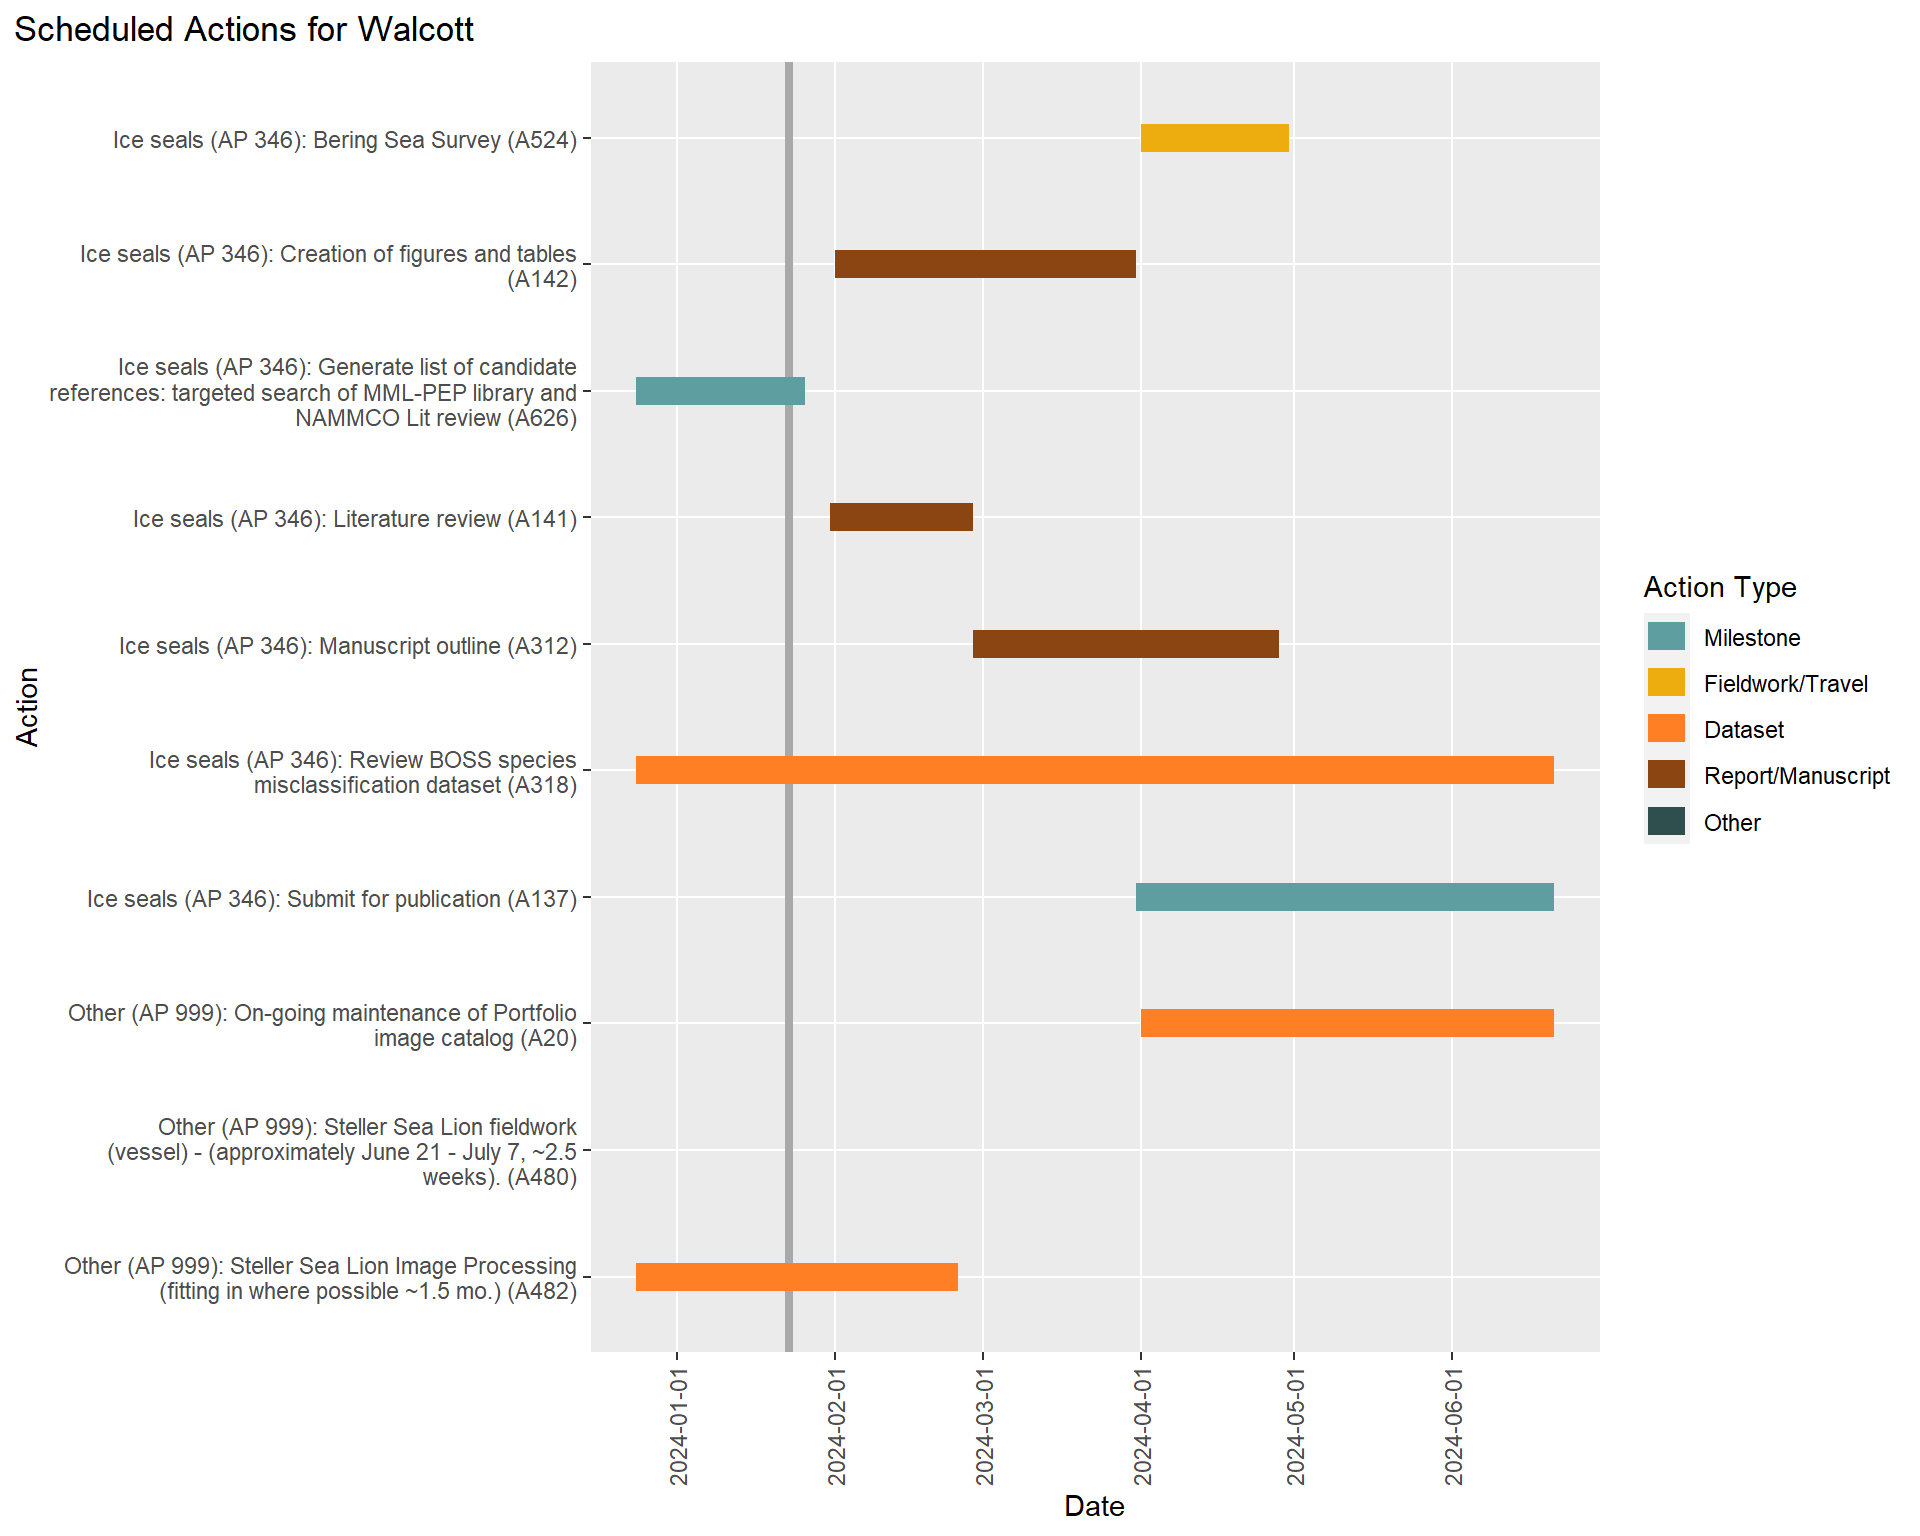 Scheduled Actions for Walcott
Ice seals (AP 346): Bering Sea Survey (A524)
Ice seals (AP 346): Creation of figures and tables
(A142)
Ice seals (AP 346): Generate list of candidate
references: targeted search of MML-PEP library and
NAMMCO Lit review (A626)
Ice seals (AP 346): Literature review (A141)
Ice seals (AP 346): Manuscript outline (A312)
Ice seals (AP 346): Review BOSS species
misclassification dataset (A318)
Ice seals (AP 346): Submit for publication (A137)
Other (AP 999): On-going maintenance of Portfolio
image catalog (A20)
Other (AP 999): Steller Sea Lion fieldwork
(vessel) - (approximately June 21 - July 7, ~2.5
weeks). (A480)
Other (AP 999): Steller Sea Lion Image Processing
(fitting in where possible ~1.5 mo.) (A482)
Action
2024-01-01
2024-02-01
2024-03-01
2024-04-01
2024-05-01
2024-06-01
Date
Action Type
Milestone
Fieldwork/Travel
Dataset
Report/Manuscript
Other